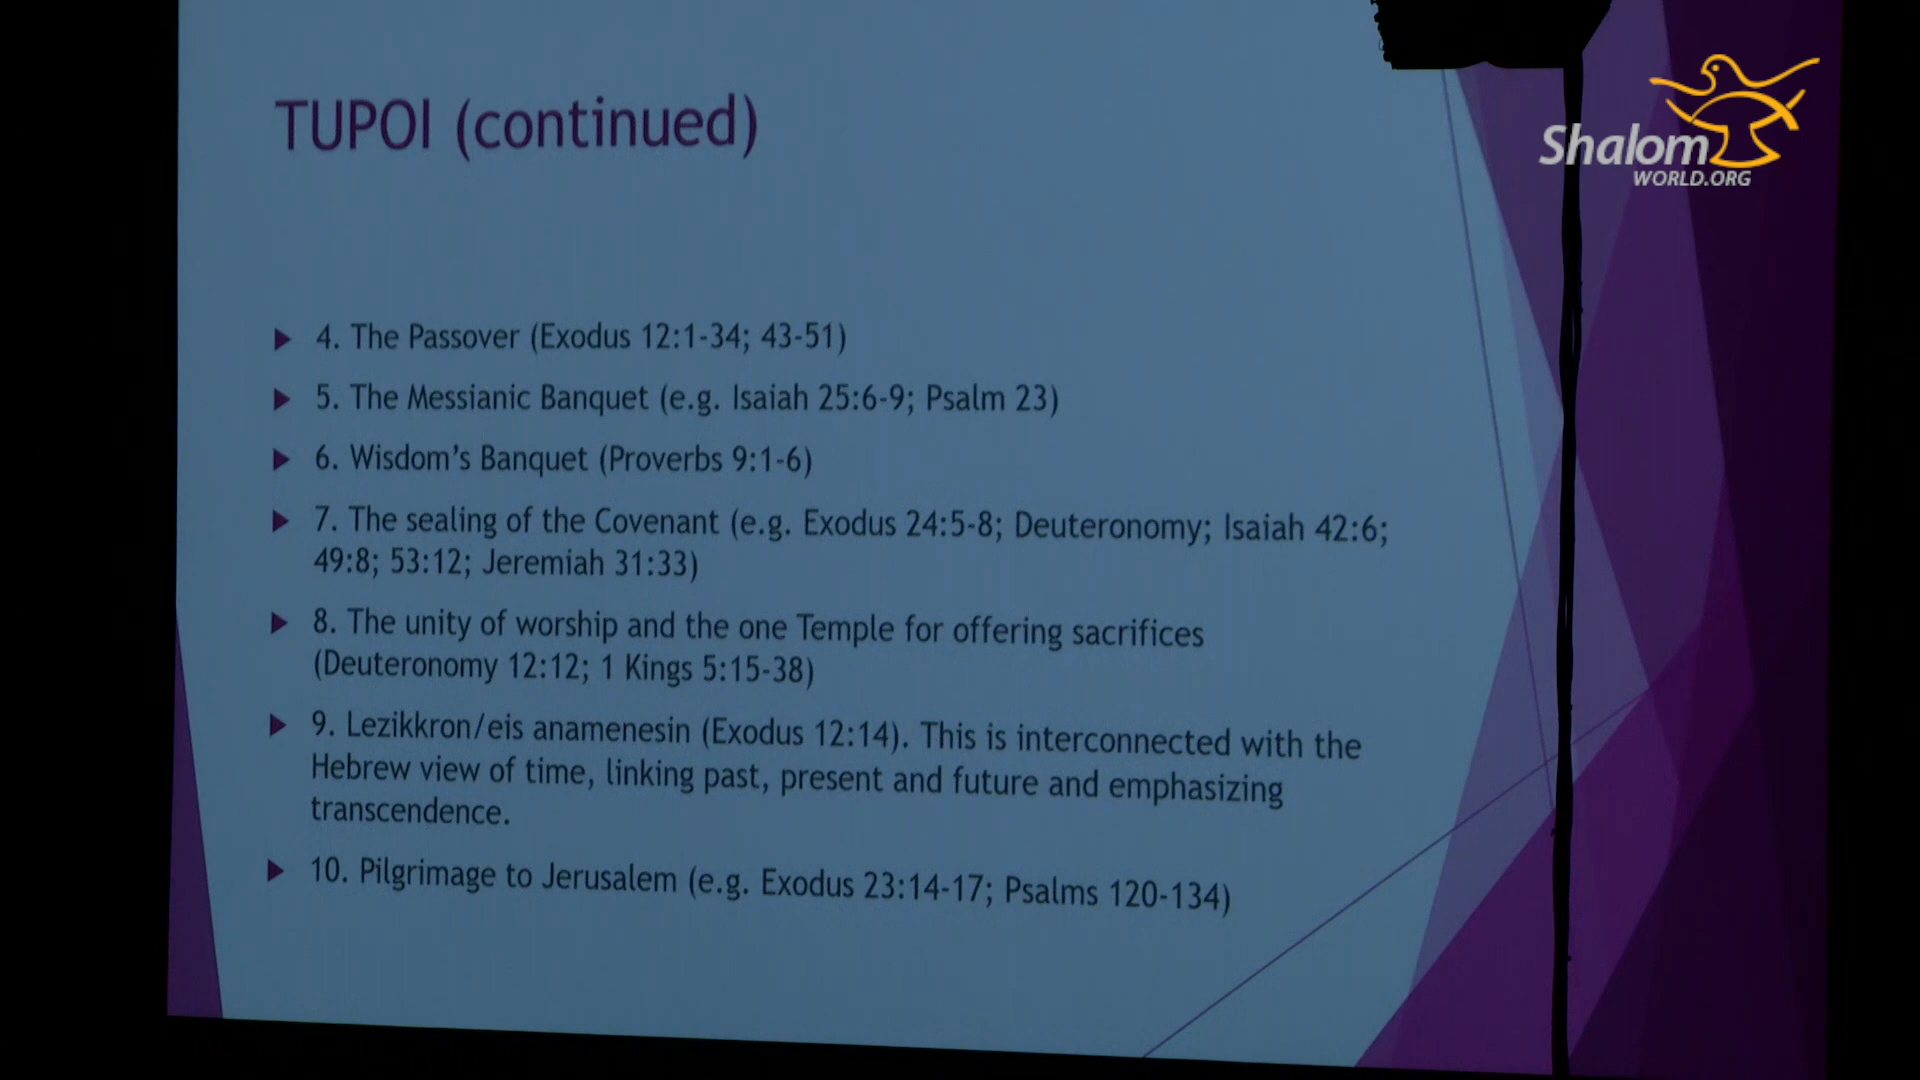 TUPOI (continued)
Shalom
WORLD.ORG
4. The Passover (Exodus 12:1-34; 43-51)
5. The Messianic Banquet (e.g. Isaiah 25:6-9; Psalm 23)
6. Wisdom's Banquet (Proverbs 9:1-6)
7. The sealing of the Covenant (e.g. Exodus 24:5-8; Deuteronomy; Isaiah 42:6;
49:8; 53:12; Jeremiah 31:33)
8. The unity of worship and the one Temple for offering sacrifices
(Deuteronomy 12:12; 1 Kings 5:15-38)
9. Lezikkron/eis anamenesin (Exodus 12:14). This is interconnected with the
Hebrew view of time, linking past, present and future and emphasizing
transcendence.
10. Pilgrimage to Jerusalem (e.g. Exodus 23:14-17; Psalms 120-134)